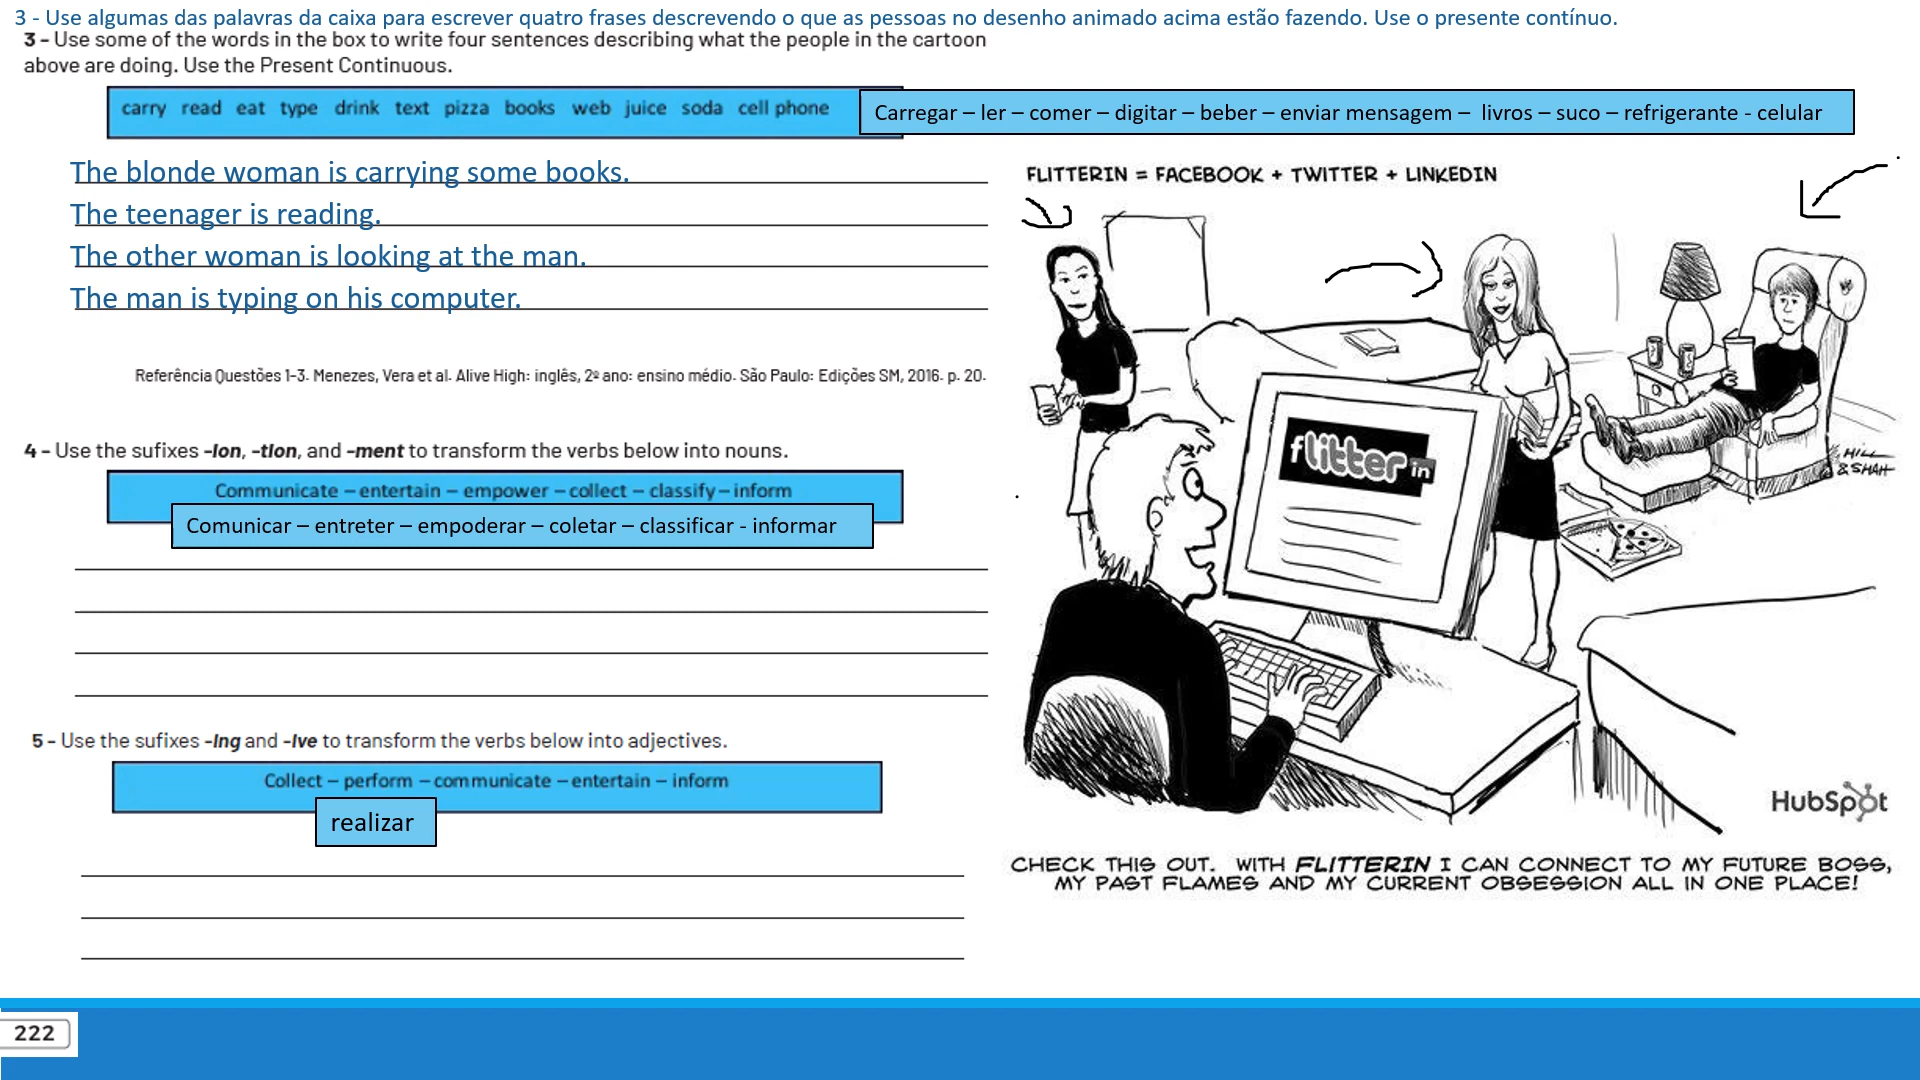 3 - Use algumas das palavras da caixa para escrever quatro frases descrevendo o que as pessoas no desenho animado acima estão fazendo. Use o presente contínuo.
3 - Use some of the words in the box to write four sentences describing what the people in the cartoon
above are doing. Use the Present Continuous.
carry read eat type drink text pizza books web juice soda cell phone
Carregar – ler – comer – digitar – beber – enviar mensagem – livros – suco – refrigerante - celular
The blonde woman is carrying some books.
The teenager is reading.
The other woman is looking at the man.
The man is typing on his computer.
Referência Questões 1-3. Menezes, Vera et al. Alive High: inglês, 2º ano: ensino médio. São Paulo: Edições SM, 2016. p. 20.
4 - Use the sufixes -ion, -tion, and -ment to transform the verbs below into nouns.
Communicate – entertain – empower – collect – classify – inform
Comunicar – entreter – empoderar – coletar – classificar - informar
5 - Use the sufixes -ing and -ive to transform the verbs below into adjectives.
Collect – perform – communicate – entertain – inform
realizar
222
FLITTERIN = FACEBOOK + TWITTER + LINKEDIN
flitter in
HILL
& SHAH
HubSpot
CHECK THIS OUT. WITH FLITTERIN I CAN CONNECT TO MY FUTURE BOSS,
MY PAST FLAMES AND MY CURRENT OBSESSION ALL IN ONE PLACE!